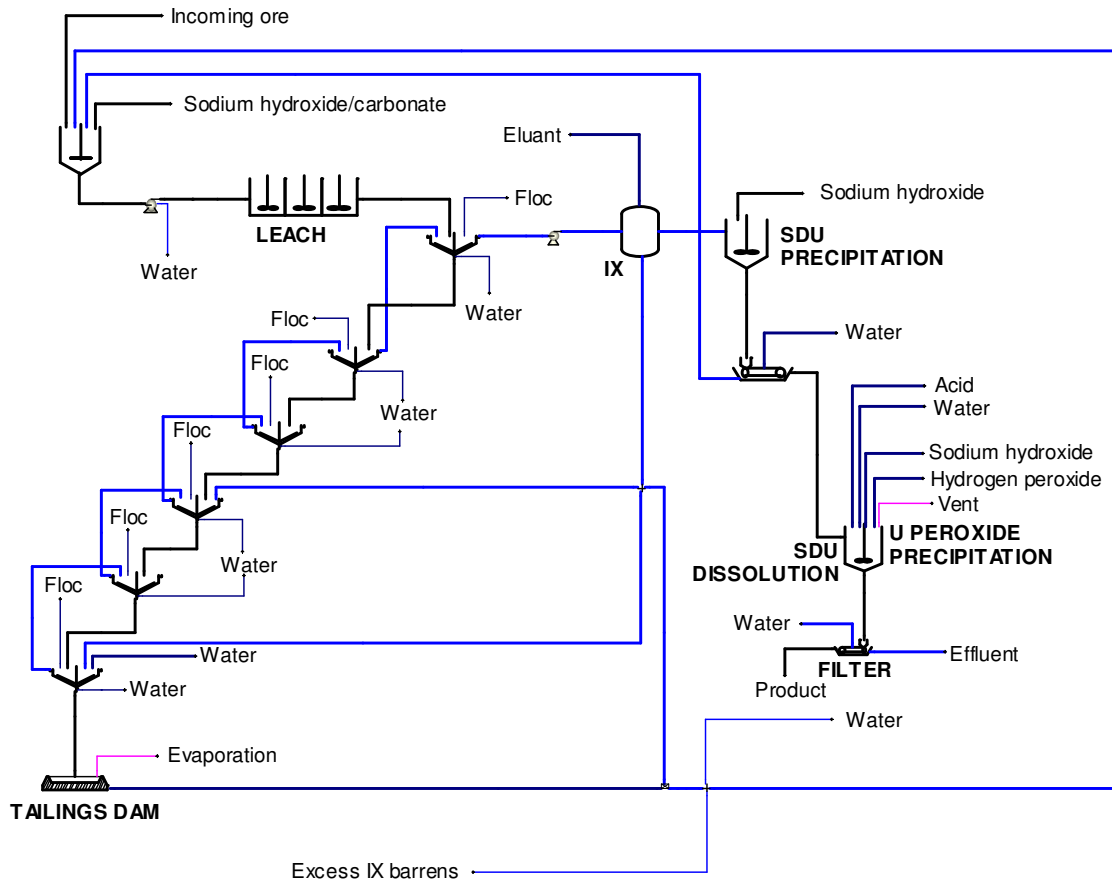 Incoming ore
Sodium hydroxide/carbonate
Eluant
Floc
Sodium hydroxide
LEACH
SDU
PRECIPITATION
IX
Water
Water
Floc
Water
Floc
Water
Acid
Water
Floc
Sodium hydroxide
Hydrogen peroxide
Vent
Floc
U PEROXIDE
PRECIPITATION
SDU
DISSOLUTION
Water
Floc
Water
Water
Effluent
Water
FILTER
Product
Water
Evaporation
TAILINGS DAM
Excess IX barrens